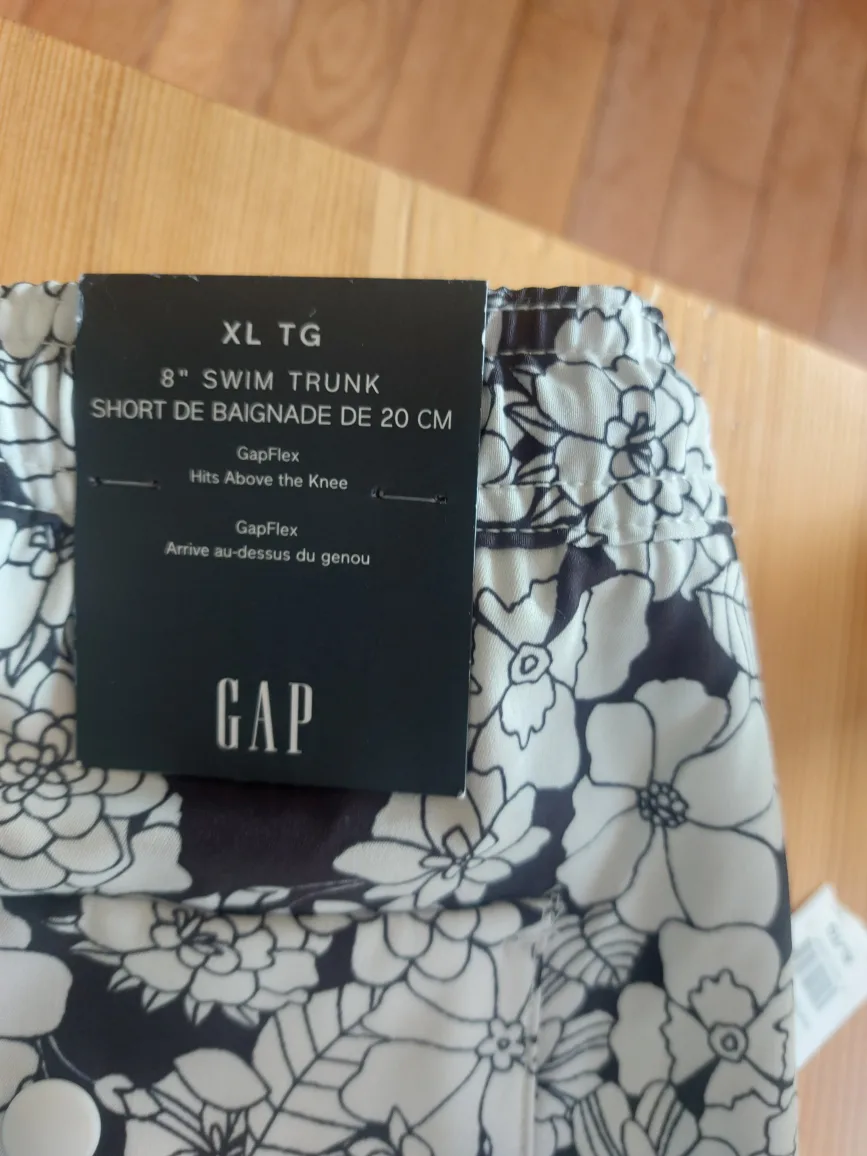 XL TG
8" SWIM TRUNK
SHORT DE BAIGNADE DE 20 CM
GapFlex
Hits Above the Knee
GapFlex
Arrive au-dessus du genou
GAP